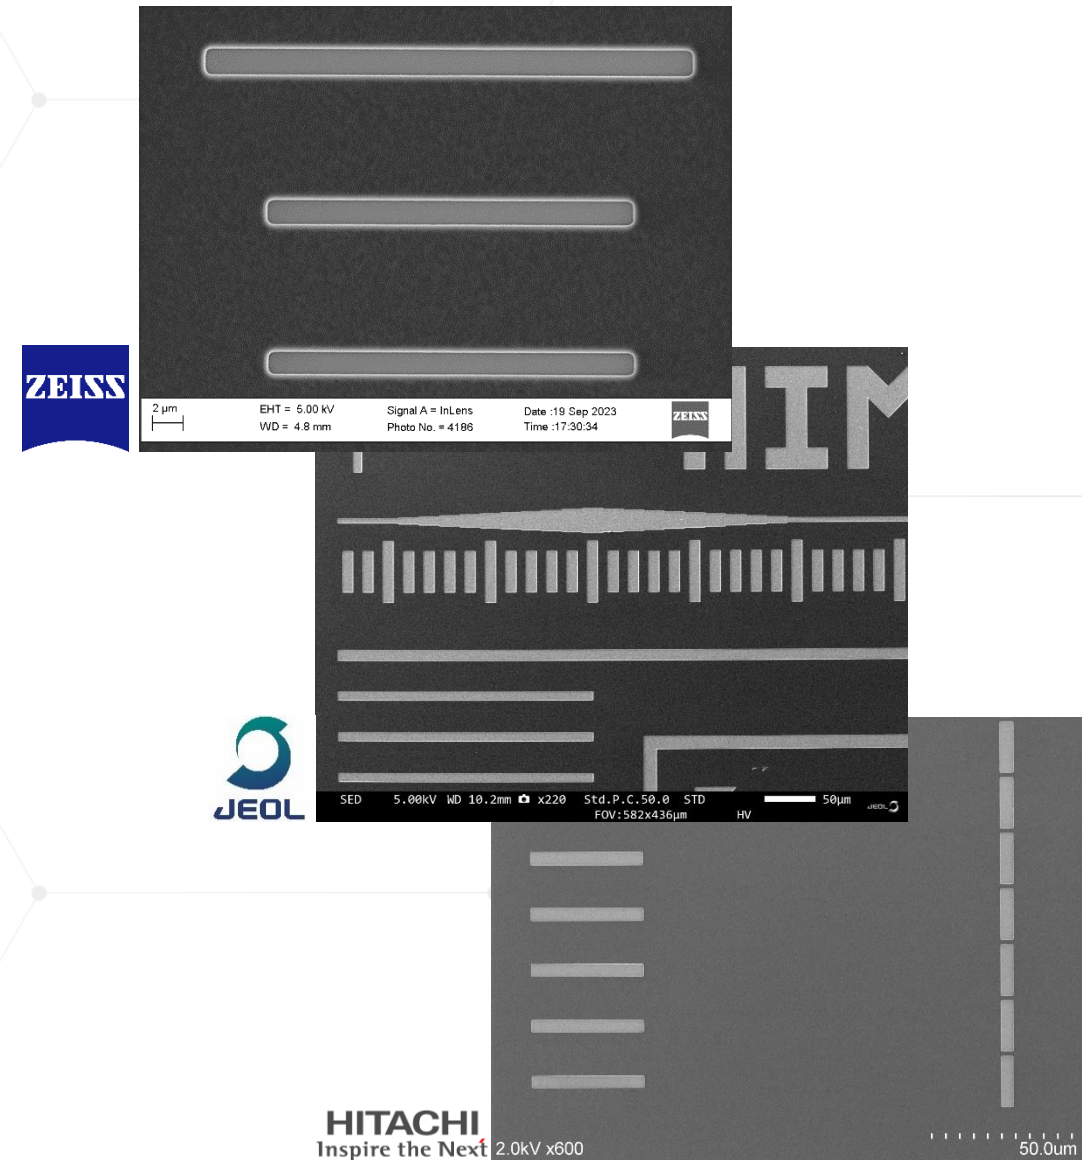 ZEISS
2 µm
EHT = 5.00 kV
WD = 4.8 mm
Signal A = InLens
Photo No. = 4186
Date :19 Sep 2023
Time :17:30:34
ZEISS
IM
JEOL
SED 5.00kV WD 10.2mm x220 Std.P.C.50.0 STD 50µm JEOL
FOV:582x436µm HV
HITACHI
Inspire the Next
2.0kV x600 50.0um